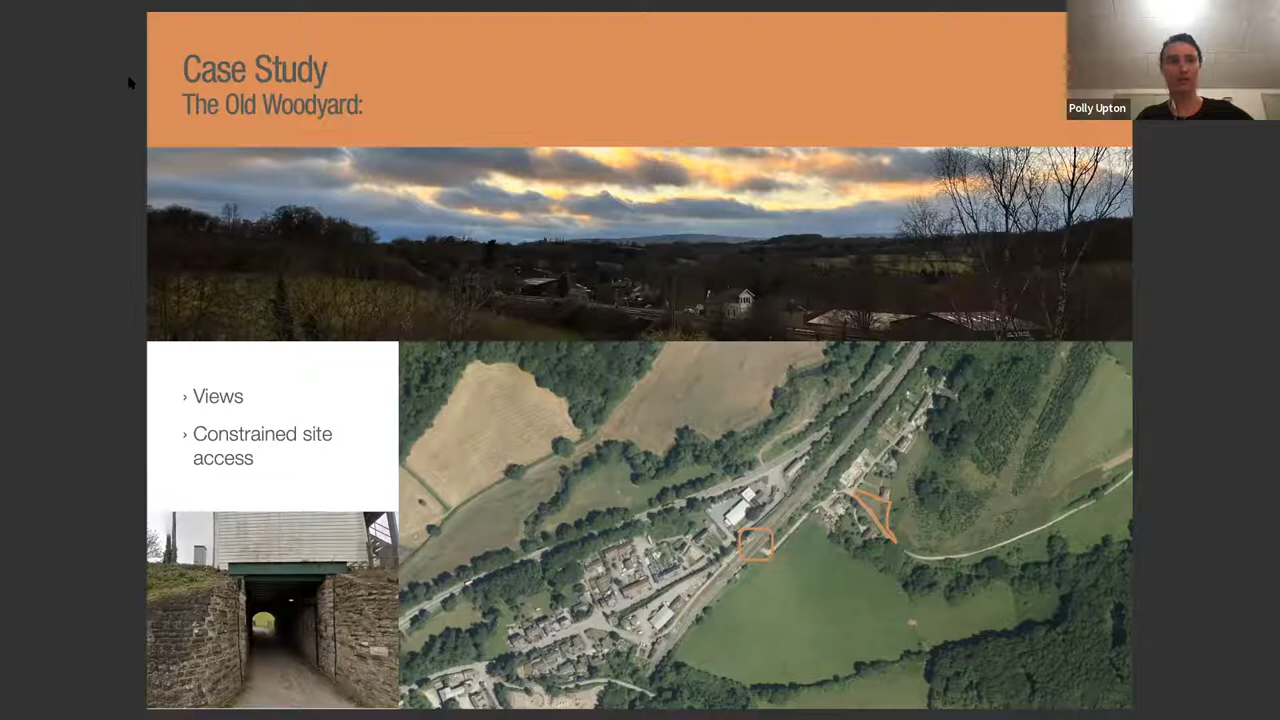 Case Study
The Old Woodyard:
Polly Upton
› Views
› Constrained site
access